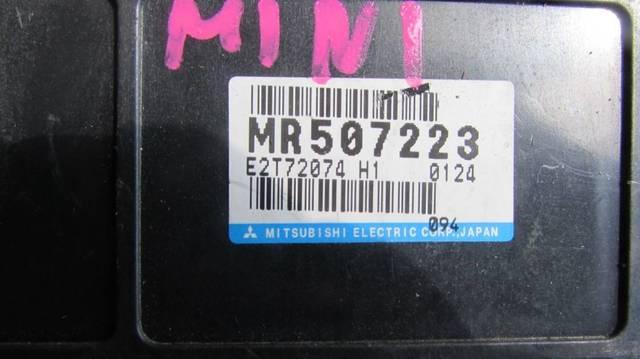 MINI
MR507223
E2T72074 H1 0124
094
MITSUBISHI ELECTRIC CORP.,JAPAN